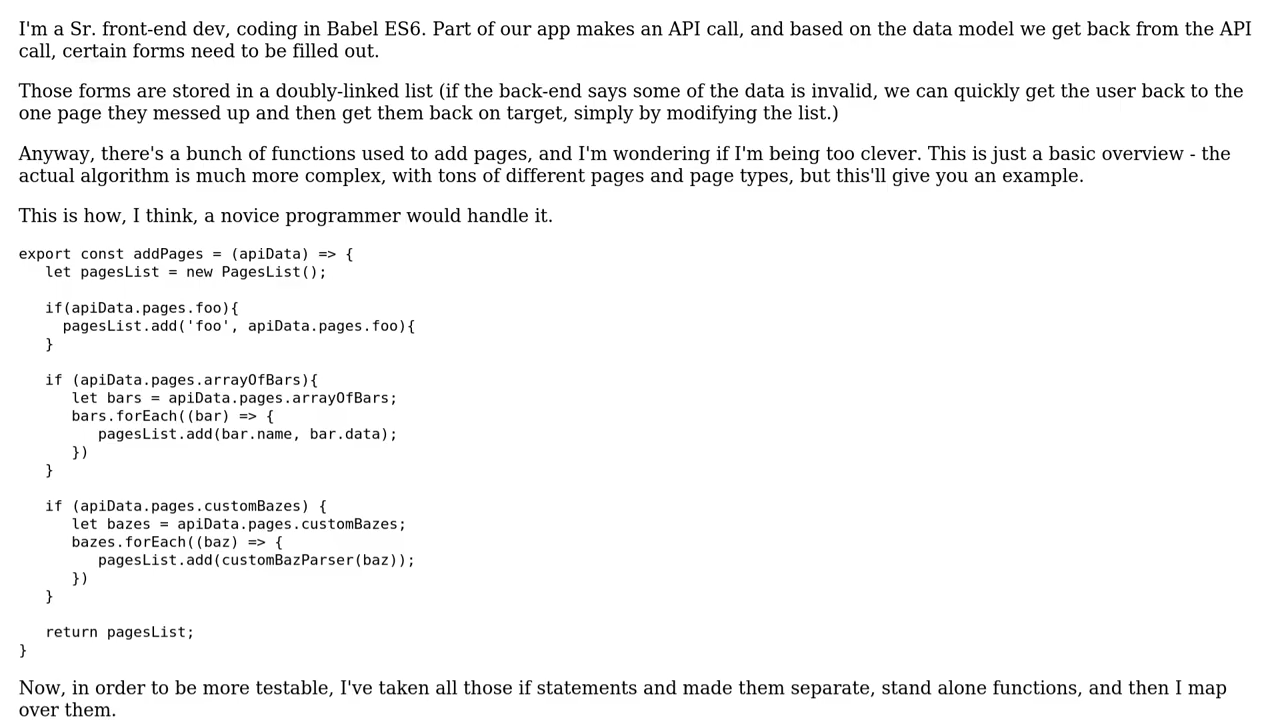 I'm a Sr. front-end dev, coding in Babel ES6. Part of our app makes an API call, and based on the data model we get back from the API
call, certain forms need to be filled out.
Those forms are stored in a doubly-linked list (if the back-end says some of the data is invalid, we can quickly get the user back to the
one page they messed up and then get them back on target, simply by modifying the list.)
Anyway, there's a bunch of functions used to add pages, and I'm wondering if I'm being too clever. This is just a basic overview - the
actual algorithm is much more complex, with tons of different pages and page types, but this'll give you an example.
This is how, I think, a novice programmer would handle it.
export const addPages = (apiData) => {
   let pagesList = new PagesList();

   if(apiData.pages.foo){
     pagesList.add('foo', apiData.pages.foo){
   }

   if (apiData.pages.arrayOfBars){
      let bars = apiData.pages.arrayOfBars;
      bars.forEach((bar) => {
         pagesList.add(bar.name, bar.data);
      })
   }

   if (apiData.pages.customBazes) {
      let bazes = apiData.pages.customBazes;
      bazes.forEach((baz) => {
         pagesList.add(customBazParser(baz));
      })
   }

   return pagesList;
}
Now, in order to be more testable, I've taken all those if statements and made them separate, stand alone functions, and then I map
over them.